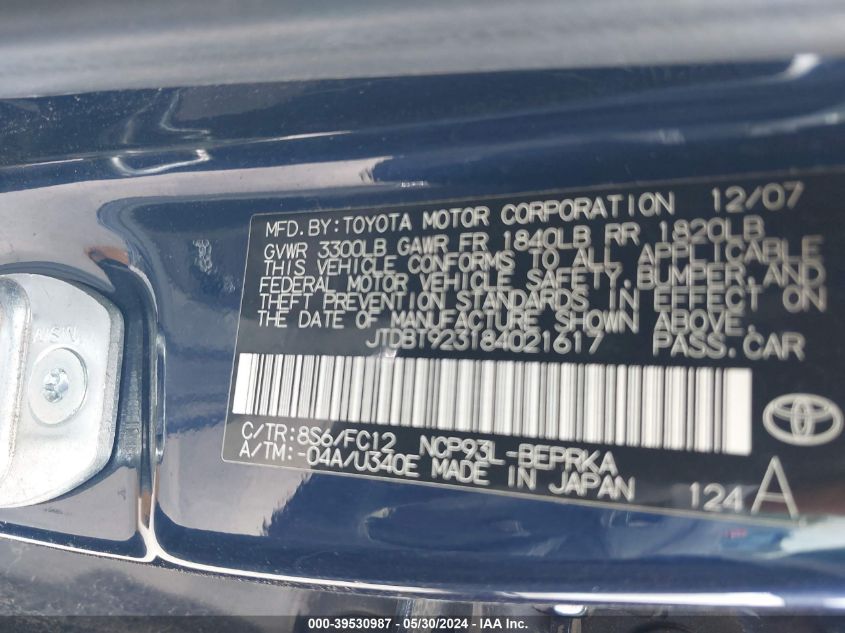 MFD. BY: TOYOTA MOTOR CORPORATION 12/07
GVWR 3300LB GAWR FR 1840LB RR 1820LB
THIS VEHICLE CONFORMS TO ALL APPLICABLE
FEDERAL MOTOR VEHICLE SAFETY, BUMPER, AND
THEFT PREVENTION STANDARDS IN EFFECT ON
THE DATE OF MANUFACTURE SHOWN ABOVE.
JTDBT923184021617 PASS. CAR
C/TR: 8S6/FC12 NCP93L-BEPRKA
A/TM: -04A/U340E MADE IN JAPAN
124 A
AISIN
000-39530987 - 05/30/2024 - IAA Inc.